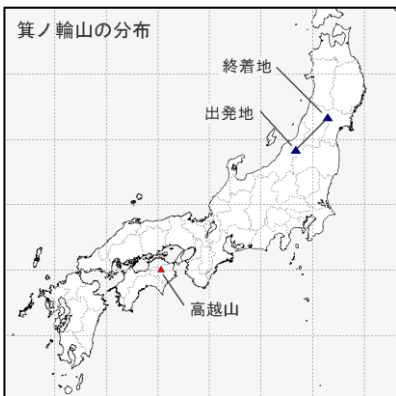 箕ノ輪山の分布
終着地
出発地
高越山